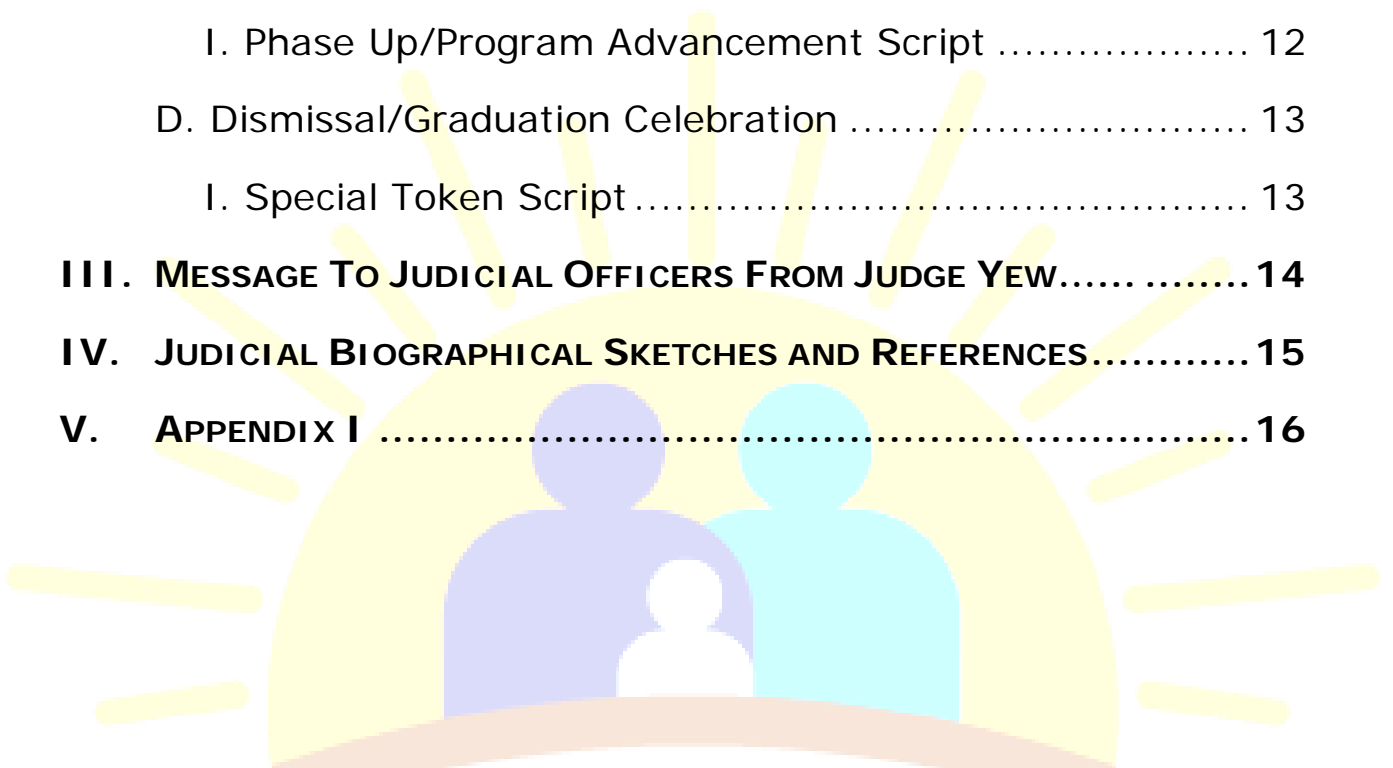 I. Phase Up/Program Advancement Script ................... 12
D. Dismissal/Graduation Celebration .............................. 13
I. Special Token Script .............................................. 13
III. MESSAGE TO JUDICIAL OFFICERS FROM JUDGE YEW...... ........14
IV. JUDICIAL BIOGRAPHICAL SKETCHES AND REFERENCES............15
V. APPENDIX I .................................................................16